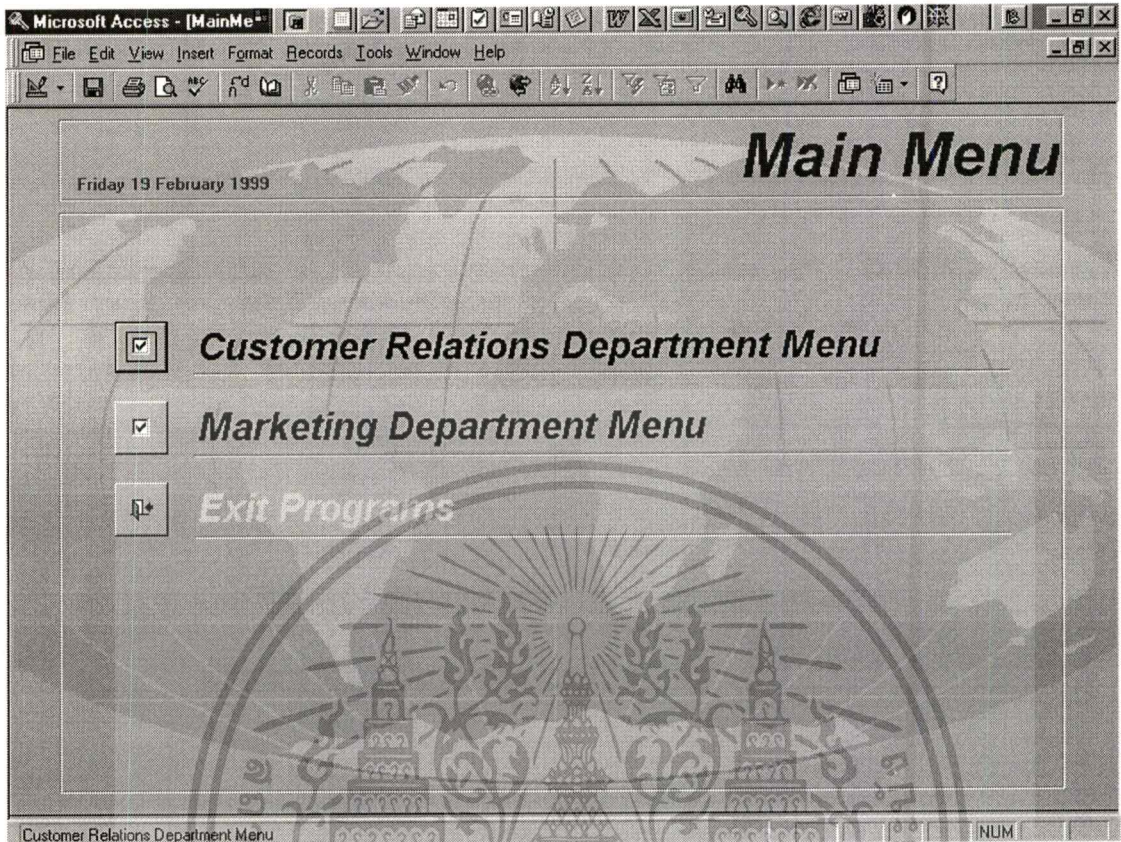 Microsoft Access - [MainMe
File Edit View Insert Format Records Tools Window Help
Main Menu
Friday 19 February 1999
Customer Relations Department Menu
Marketing Department Menu
Exit Programs
Customer Relations Department Menu
NUM